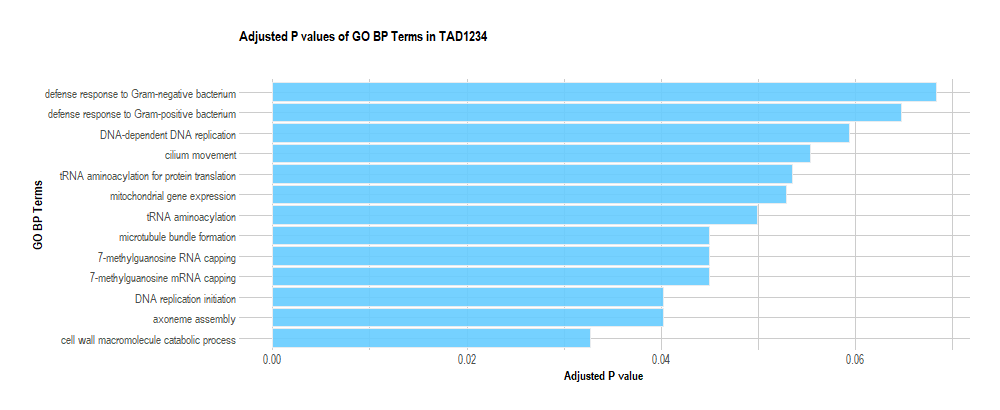 Adjusted P values of GO BP Terms in TAD1234
GO BP Terms
defense response to Gram-negative bacterium
defense response to Gram-positive bacterium
DNA-dependent DNA replication
cilium movement
tRNA aminoacylation for protein translation
mitochondrial gene expression
tRNA aminoacylation
microtubule bundle formation
7-methylguanosine RNA capping
7-methylguanosine mRNA capping
DNA replication initiation
axoneme assembly
cell wall macromolecule catabolic process
0.00 0.02 0.04 0.06
Adjusted P value